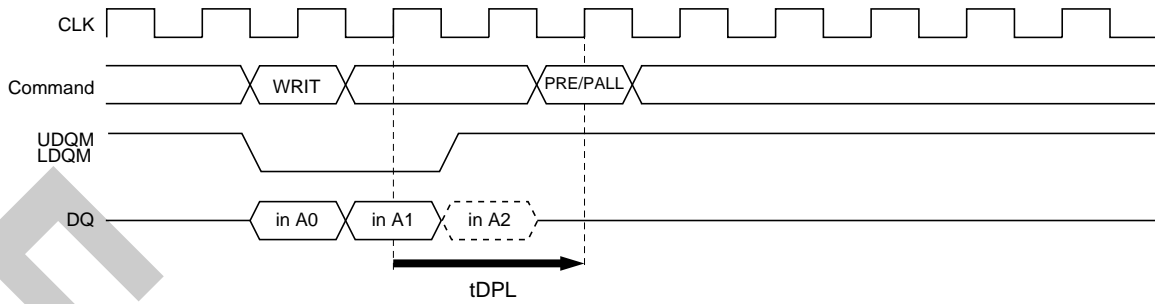 CLK
Command WRIT PRE/PALL
UDQM
LDQM
DQ in A0 in A1 in A2
tDPL